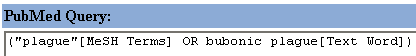 PubMed Query:
("plague"[MeSH Terms] OR bubonic plague[Text Word])